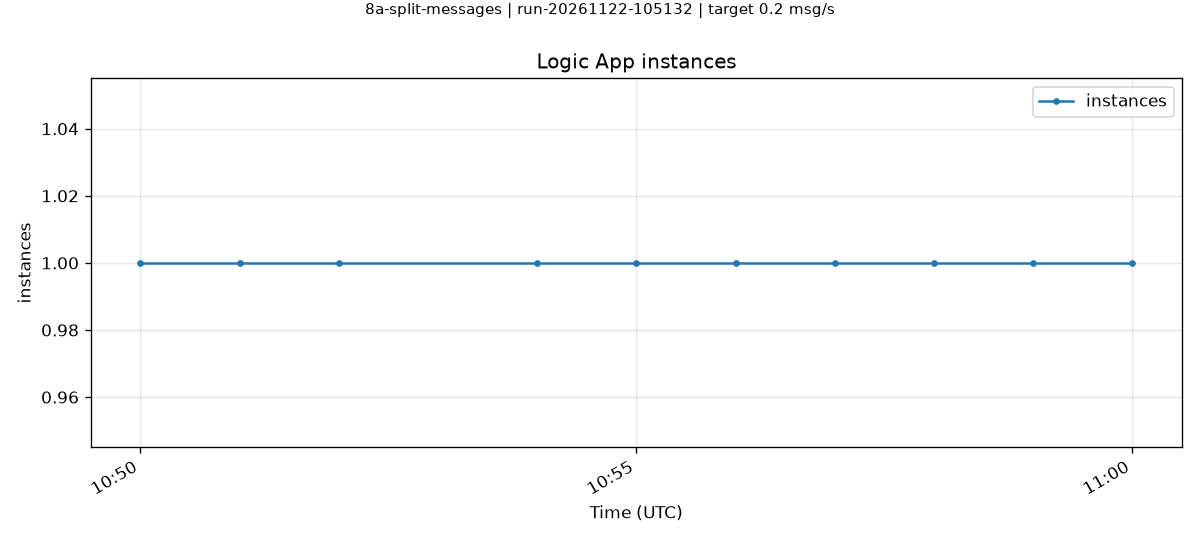 8a-split-messages | run-20261122-105132 | target 0.2 msg/s
Logic App instances
instances
1.04
1.02
1.00
0.98
0.96
instances
10:50
10:55
11:00
Time (UTC)